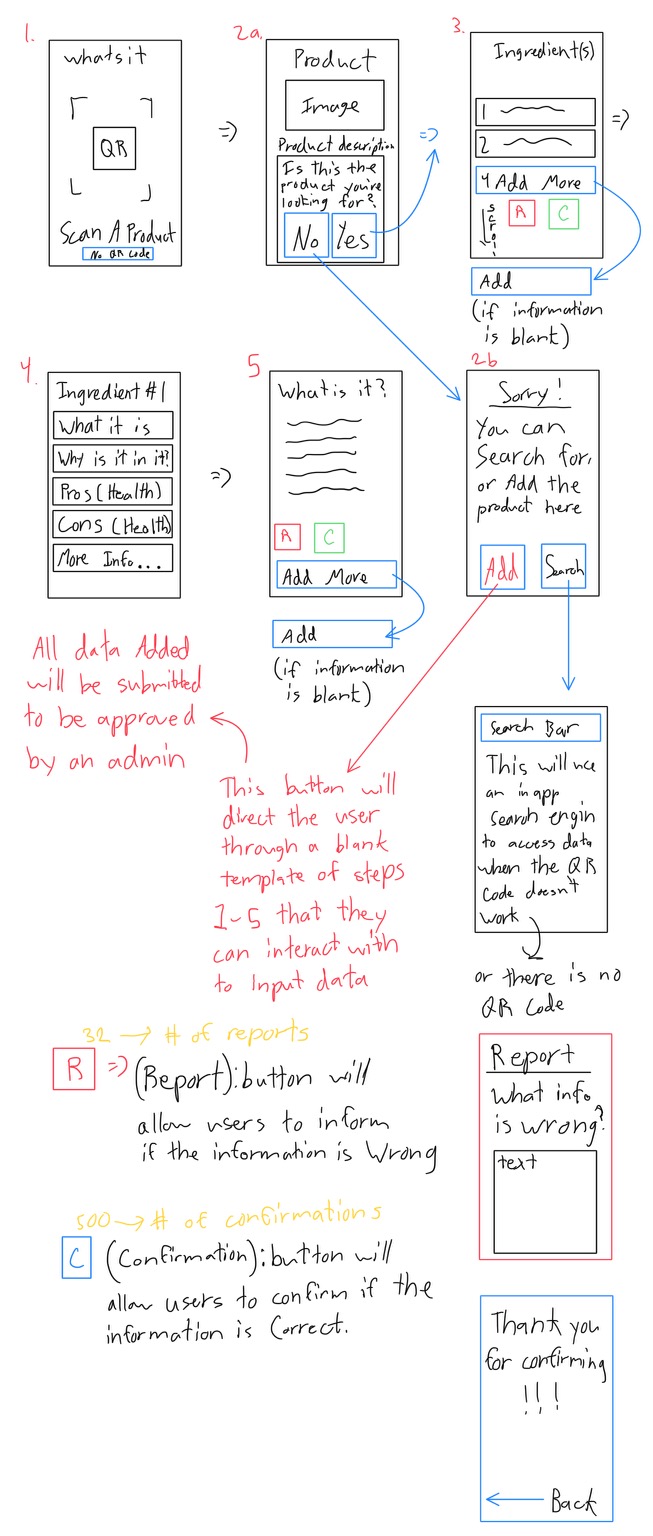 1.
whatsit
QR
Scan A Product
No QR code
=>
2a.
Product
Image
Product description
Is this the
product you're
looking for?
No Yes
=>
3.
Ingredient(s)
1
2
4 Add More
scroll
R C
Add
(if information
is blank)
=>
4.
Ingredient #1
What it is
Why is it in it?
Pros (Health)
Cons (Health)
More Info...
=>
5
What is it?
R C
Add More
Add
(if information
is blank)
2b
Sorry!
You can
Search for,
or Add the
product here
Add Search
All data Added
will be submitted
to be approved
by an admin
This button will
direct the user
through a blank
template of steps
1-5 that they
can interact with
to Input data
Search Bar
This will use
an in app
search engin
to access data
when the QR
Code doesn't
work
or there is no
QR Code
32 → # of reports
R => (Report): button will
allow users to inform
if the information is Wrong
500 → # of confirmations
C (Confirmation): button will
allow users to confirm if the
information is Correct.
Report
What info
is wrong?
text
Thank you
for confirming
!!!
← Back